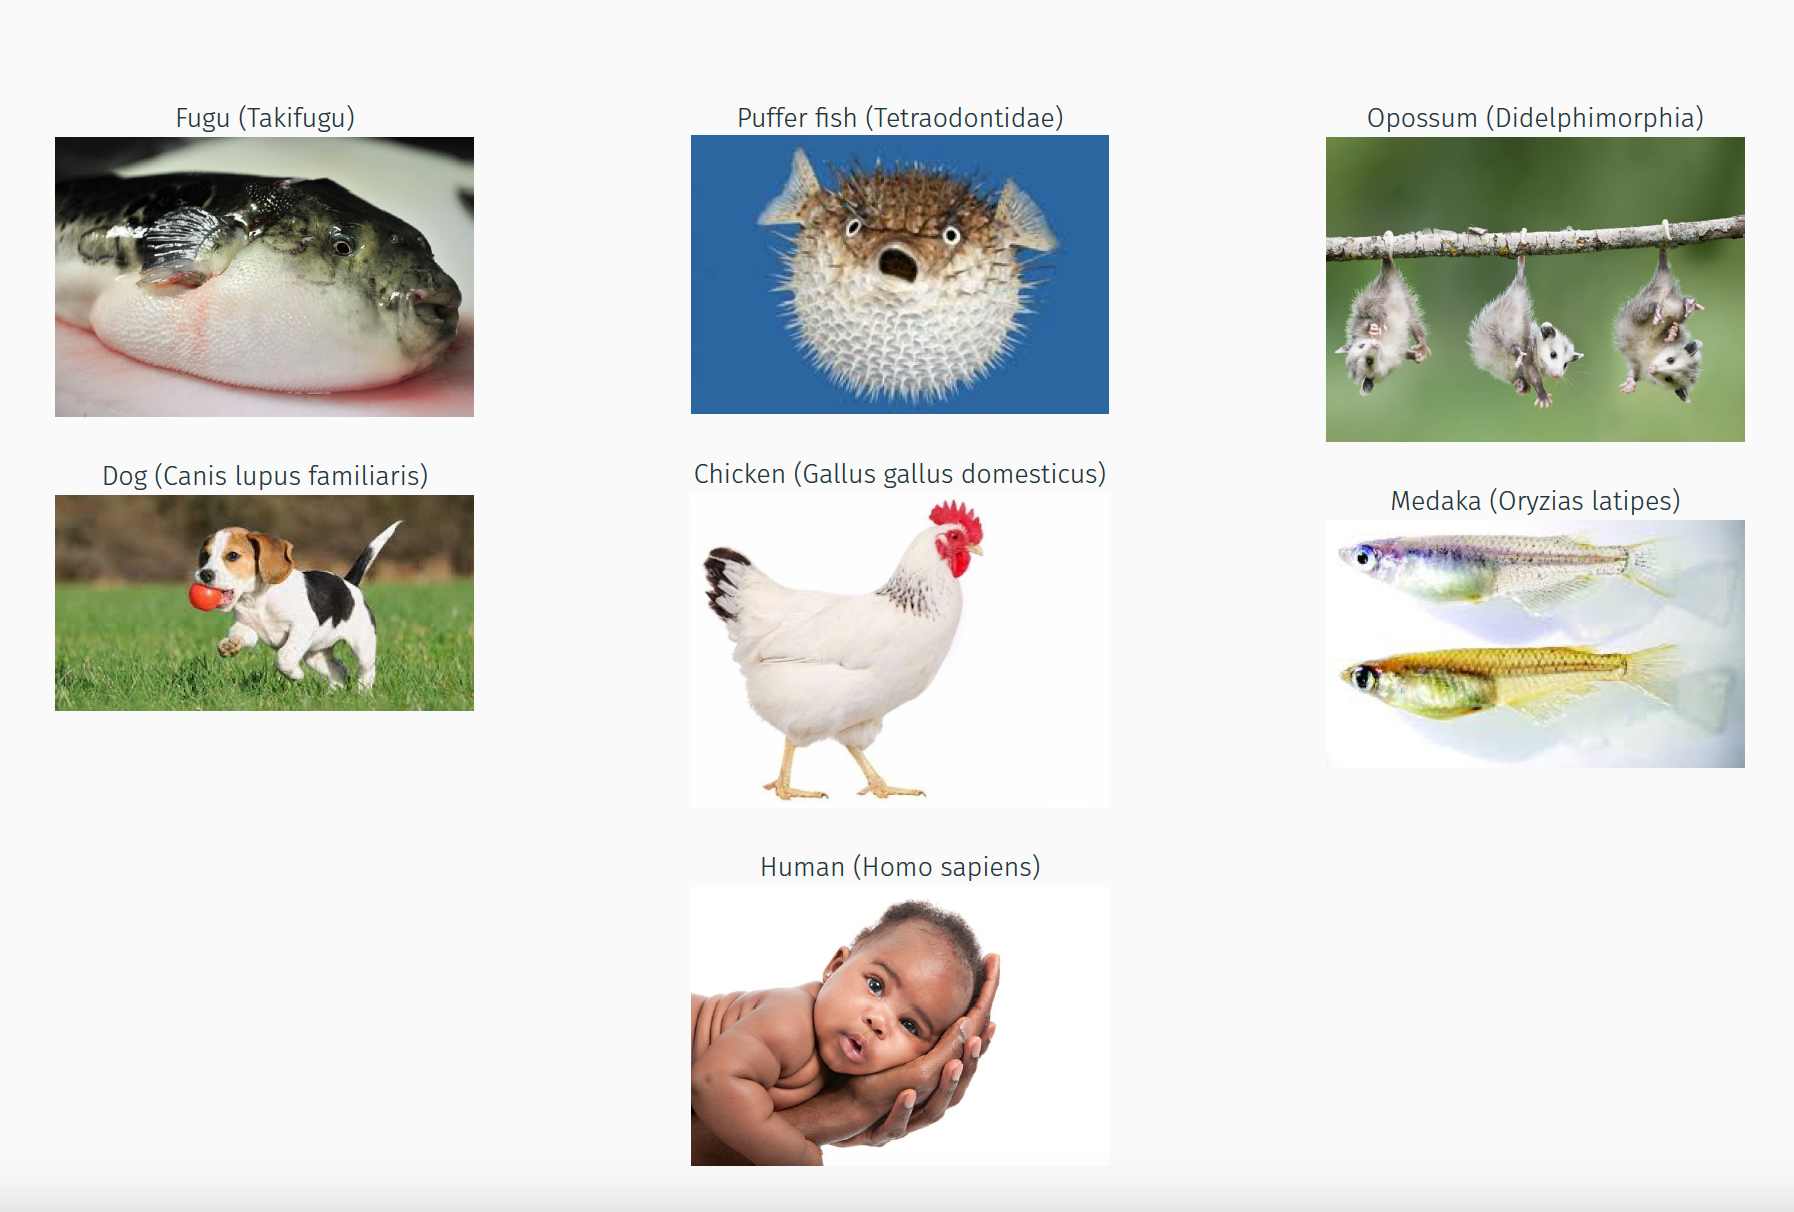 Fugu (Takifugu)
Puffer fish (Tetraodontidae)
Opossum (Didelphimorphia)
Dog (Canis lupus familiaris)
Chicken (Gallus gallus domesticus)
Medaka (Oryzias latipes)
Human (Homo sapiens)